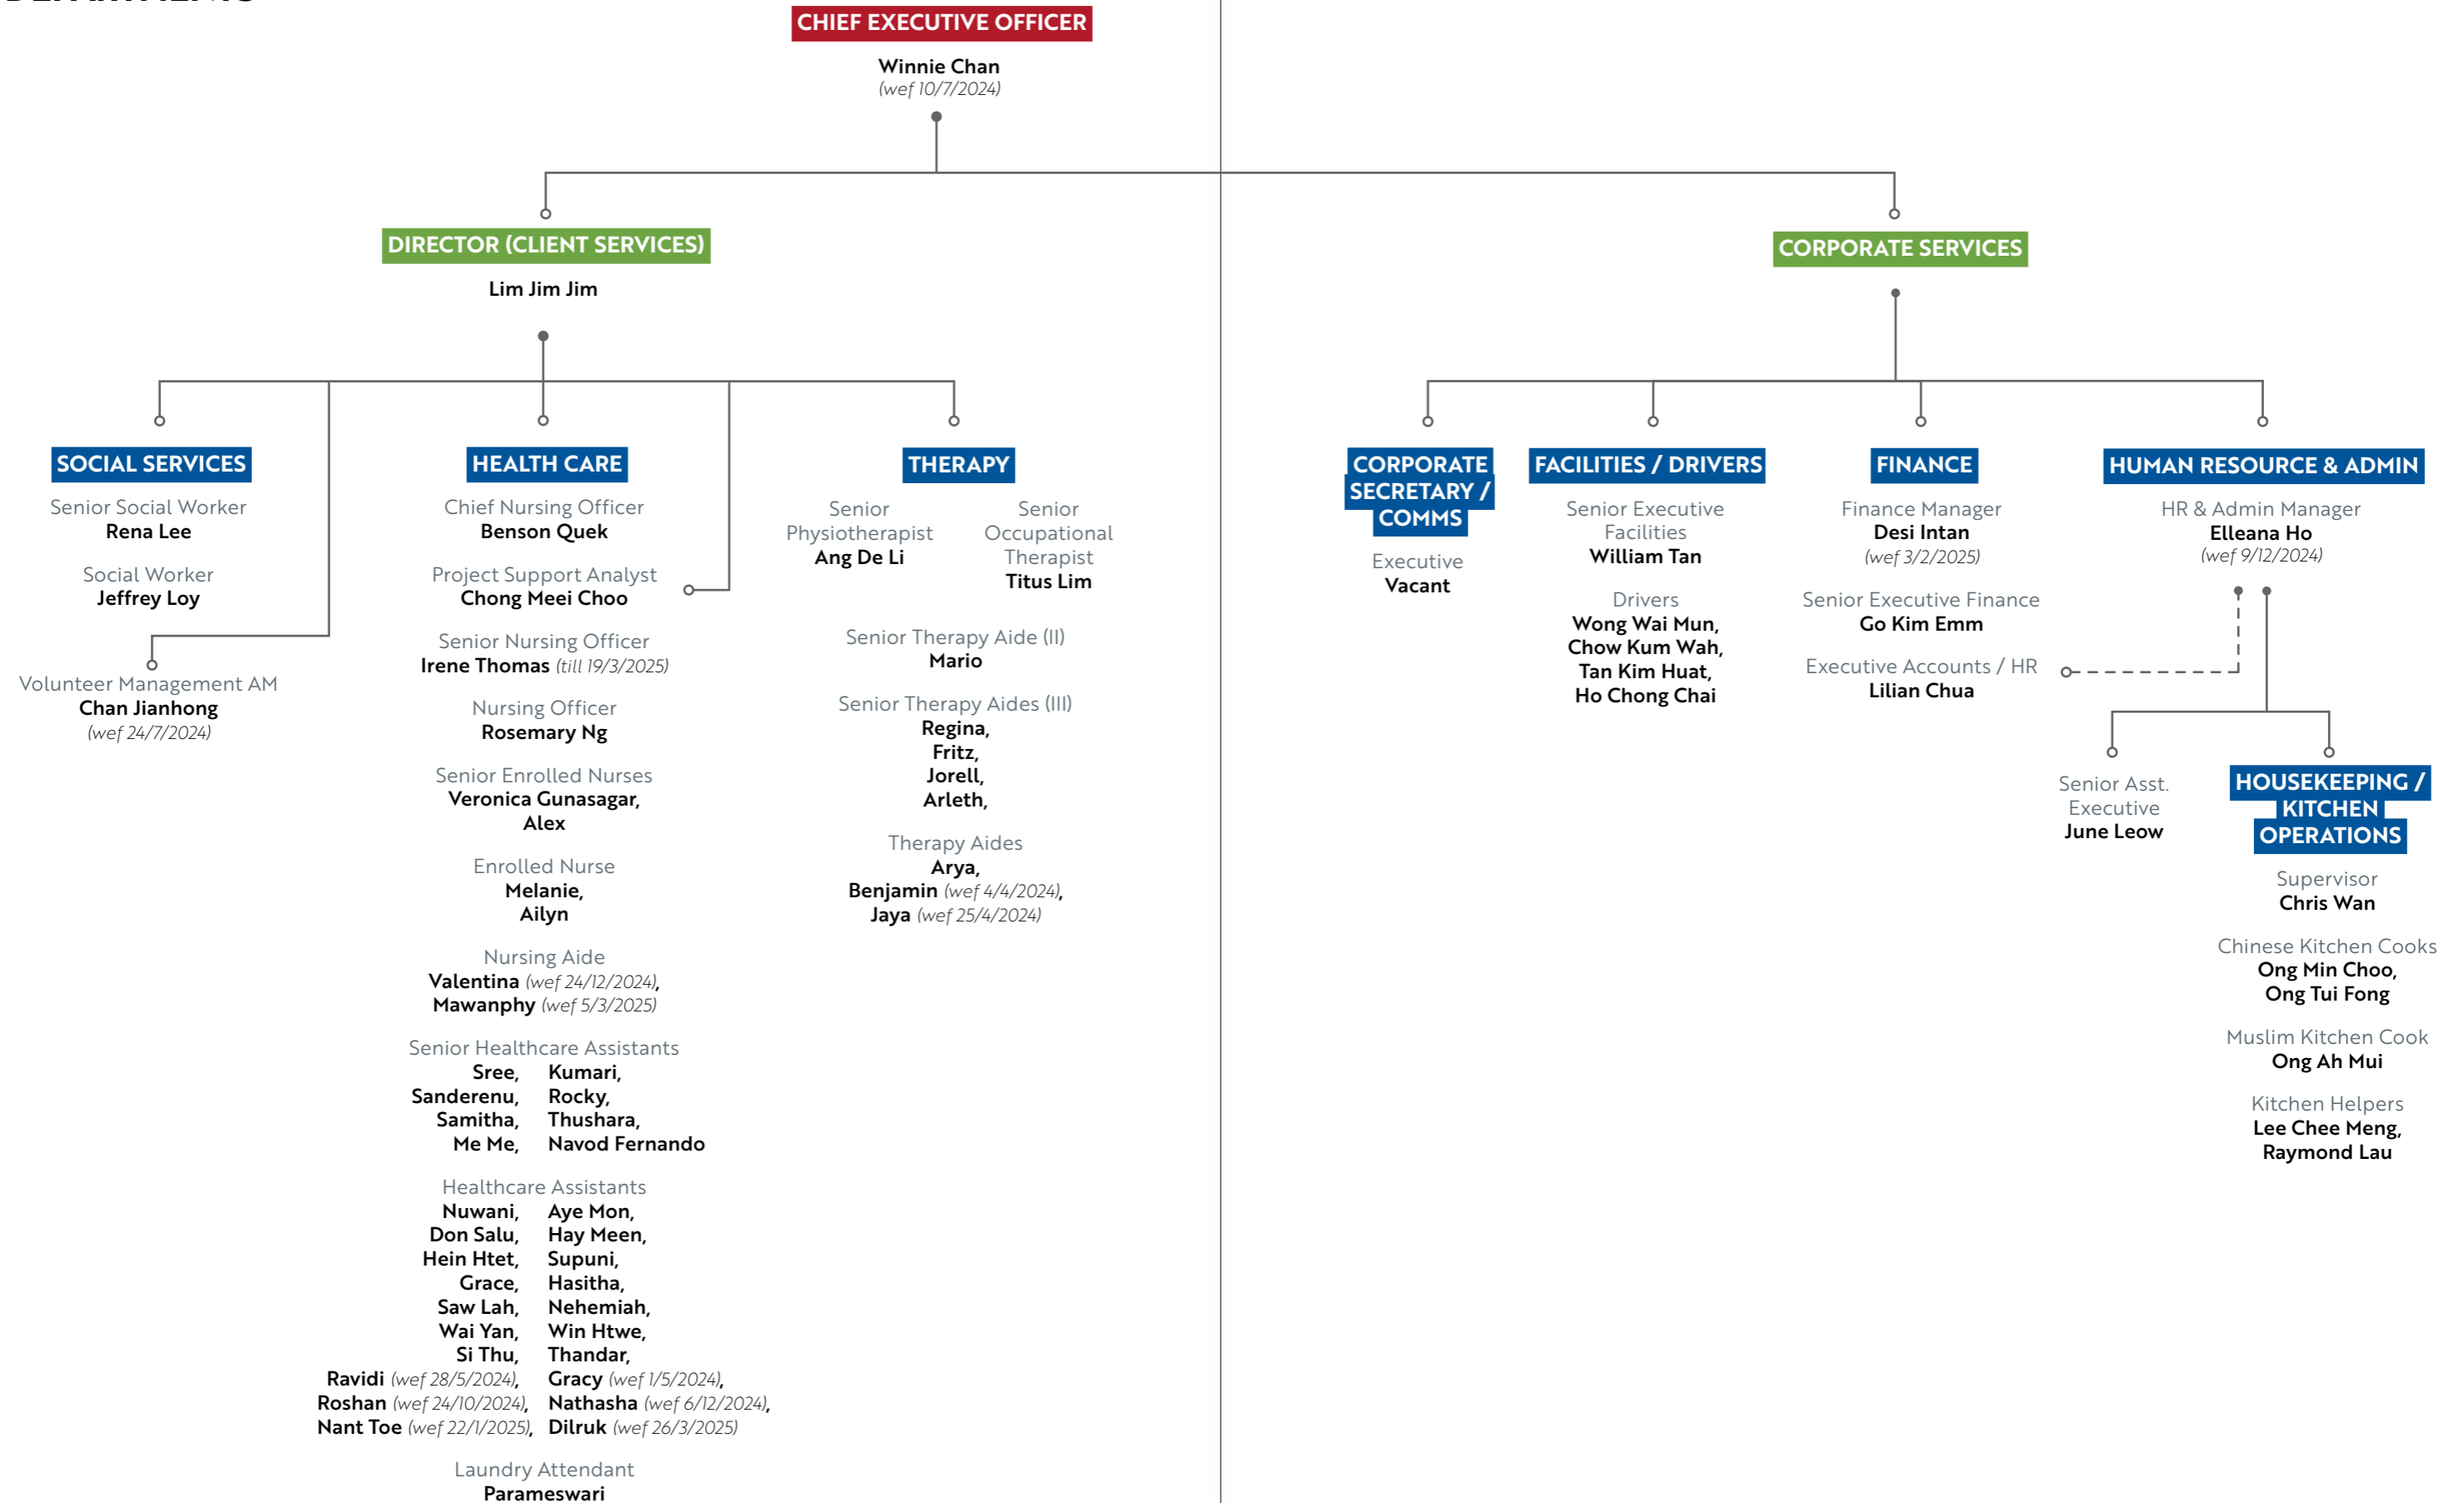 CHIEF EXECUTIVE OFFICER
Winnie Chan
(wef 10/7/2024)
DIRECTOR (CLIENT SERVICES)
Lim Jim Jim
SOCIAL SERVICES
Senior Social Worker
Rena Lee
Social Worker
Jeffrey Loy
Volunteer Management AM
Chan Jianhong
(wef 24/7/2024)
HEALTH CARE
Chief Nursing Officer
Benson Quek
Project Support Analyst
Chong Meei Choo
Senior Nursing Officer
Irene Thomas (till 19/3/2025)
Nursing Officer
Rosemary Ng
Senior Enrolled Nurses
Veronica Gunasagar,
Alex
Enrolled Nurse
Melanie,
Ailyn
Nursing Aide
Valentina (wef 24/12/2024),
Mawanphy (wef 5/3/2025)
Senior Healthcare Assistants
Sree, Kumari,
Sanderenu, Rocky,
Samitha, Thushara,
Me Me, Navod Fernando
Healthcare Assistants
Nuwani, Aye Mon,
Don Salu, Hay Meen,
Hein Htet, Supuni,
Grace, Hasitha,
Saw Lah, Nehemiah,
Wai Yan, Win Htwe,
Si Thu, Thandar,
Ravidi (wef 28/5/2024), Gracy (wef 1/5/2024),
Roshan (wef 24/10/2024), Nathasha (wef 6/12/2024),
Nant Toe (wef 22/1/2025), Dilruk (wef 26/3/2025)
Laundry Attendant
Parameswari
THERAPY
Senior
Physiotherapist
Ang De Li
Senior
Occupational
Therapist
Titus Lim
Senior Therapy Aide (II)
Mario
Senior Therapy Aides (III)
Regina,
Fritz,
Jorell,
Arleth,
Therapy Aides
Arya,
Benjamin (wef 4/4/2024),
Jaya (wef 25/4/2024)
CORPORATE SERVICES
CORPORATE
SECRETARY /
COMMS
Executive
Vacant
FACILITIES / DRIVERS
Senior Executive
Facilities
William Tan
Drivers
Wong Wai Mun,
Chow Kum Wah,
Tan Kim Huat,
Ho Chong Chai
FINANCE
Finance Manager
Desi Intan
(wef 3/2/2025)
Senior Executive Finance
Go Kim Emm
Executive Accounts / HR
Lilian Chua
HUMAN RESOURCE & ADMIN
HR & Admin Manager
Elleana Ho
(wef 9/12/2024)
Senior Asst.
Executive
June Leow
HOUSEKEEPING /
KITCHEN
OPERATIONS
Supervisor
Chris Wan
Chinese Kitchen Cooks
Ong Min Choo,
Ong Tui Fong
Muslim Kitchen Cook
Ong Ah Mui
Kitchen Helpers
Lee Chee Meng,
Raymond Lau